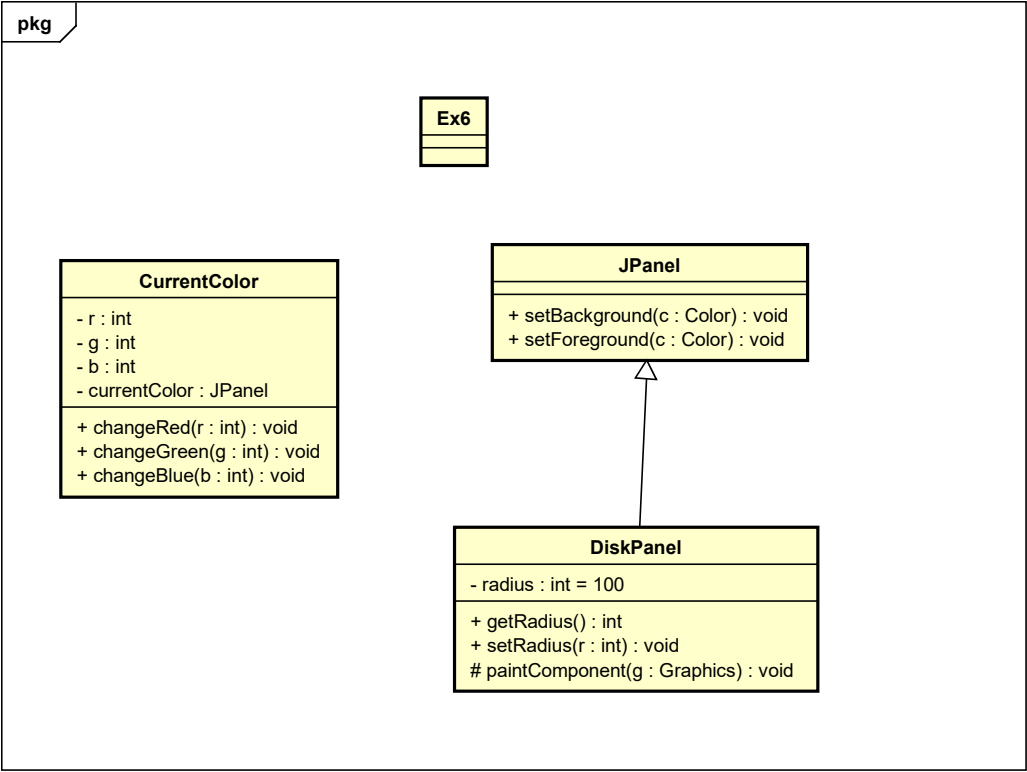 pkg
Ex6
CurrentColor
- r : int
- g : int
- b : int
- currentColor : JPanel
+ changeRed(r : int) : void
+ changeGreen(g : int) : void
+ changeBlue(b : int) : void
JPanel
+ setBackground(c : Color) : void
+ setForeground(c : Color) : void
DiskPanel
- radius : int = 100
+ getRadius() : int
+ setRadius(r : int) : void
# paintComponent(g : Graphics) : void